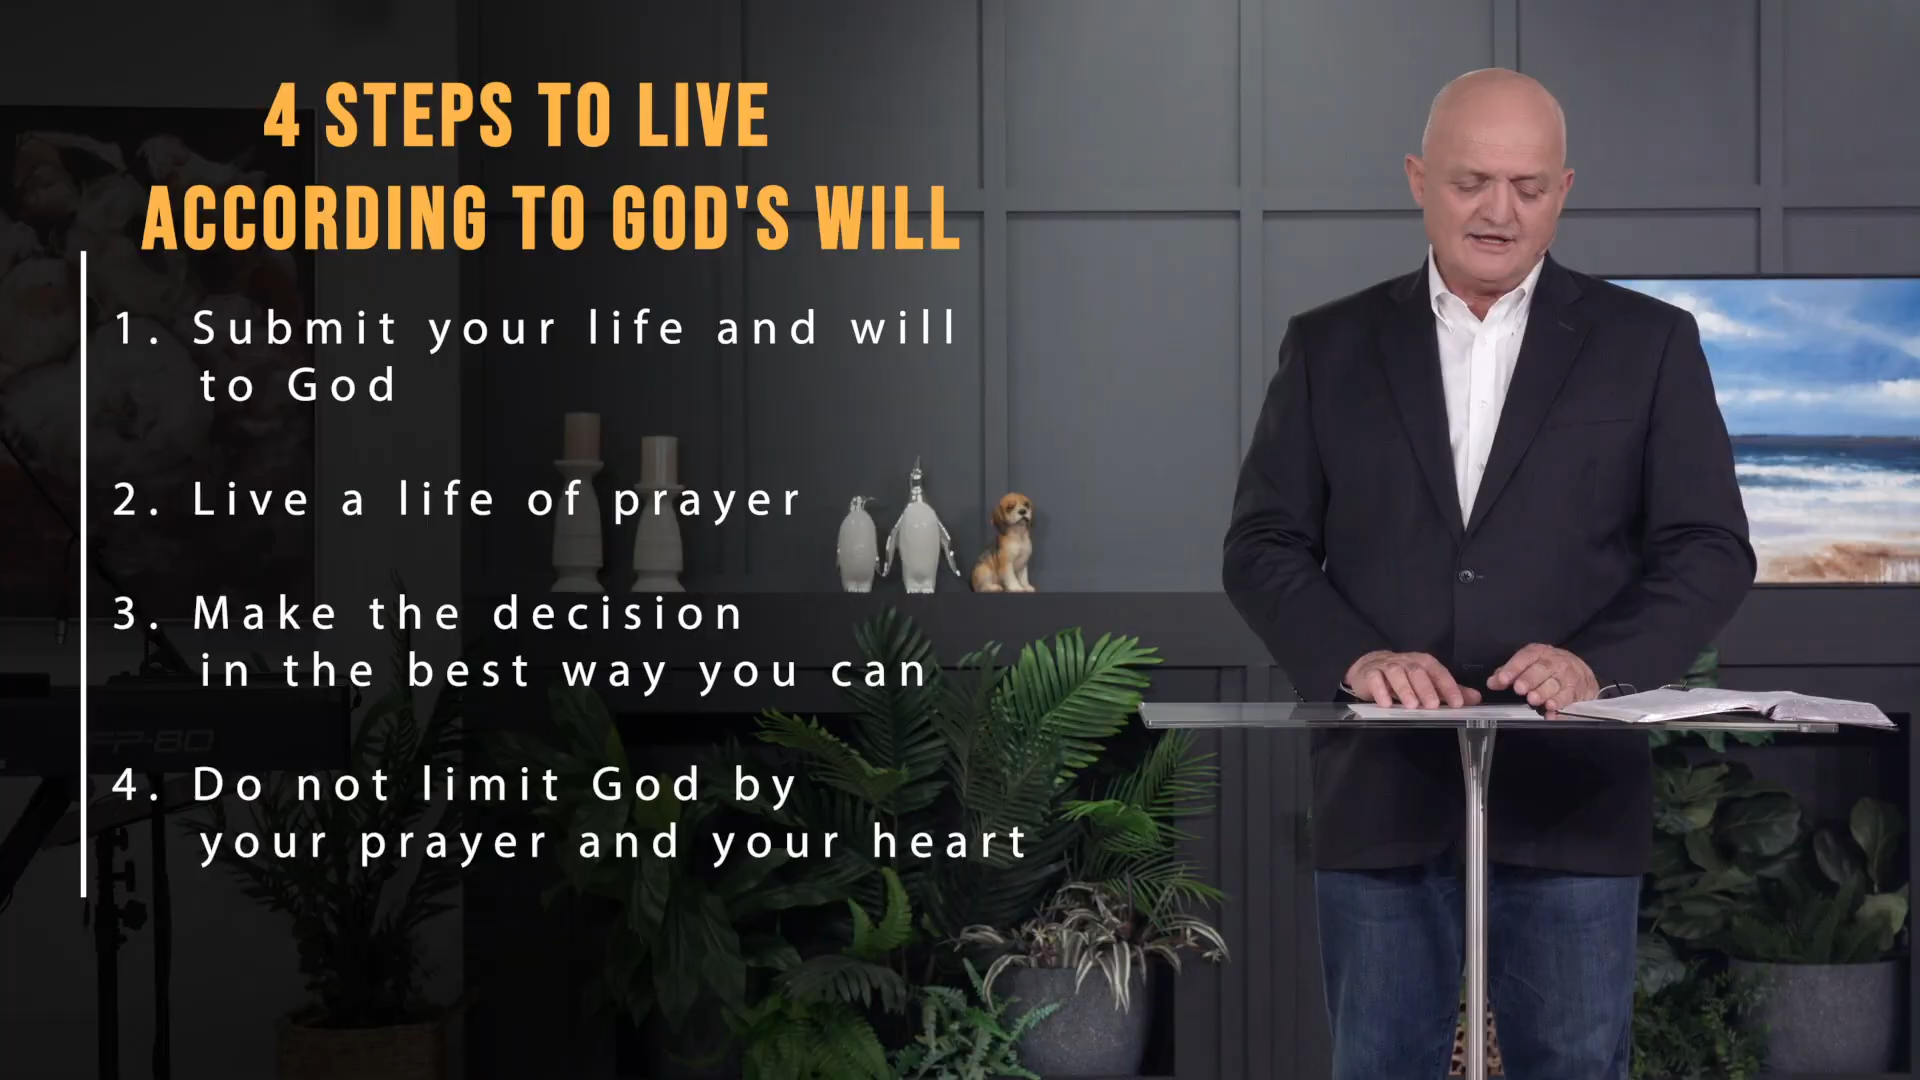 4 STEPS TO LIVE
ACCORDING TO GOD'S WILL
1. Submit your life and will
to God
2. Live a life of prayer
3. Make the decision
in the best way you can
4. Do not limit God by
your prayer and your heart
FP-80